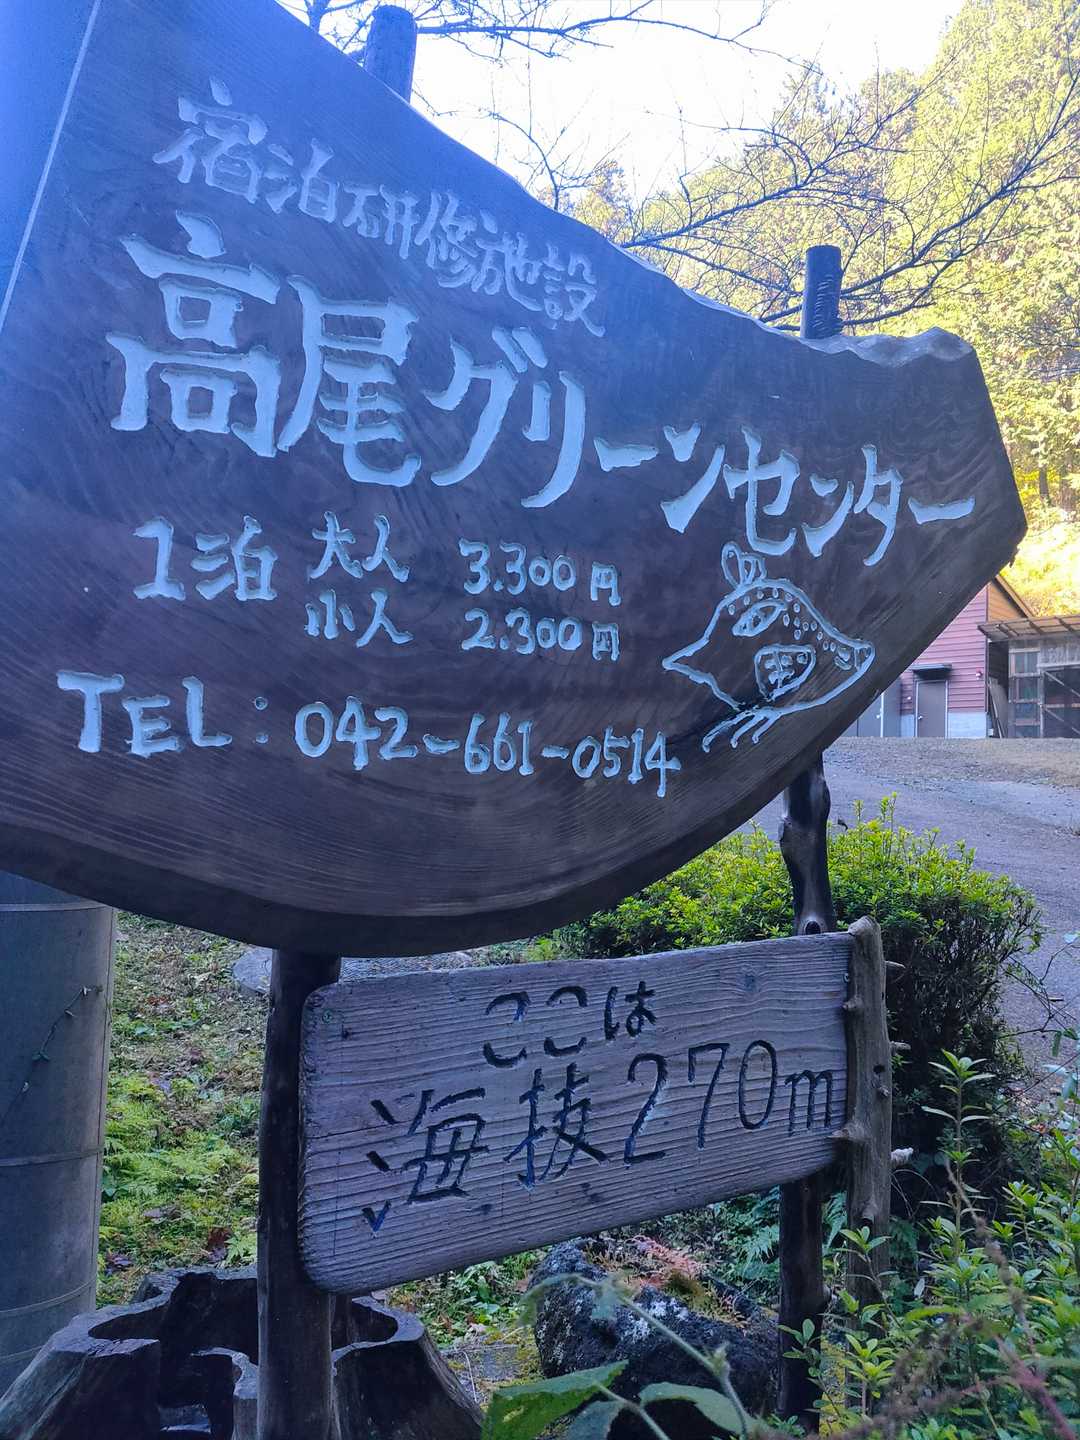 宿泊研修施設
高尾グリーンセンター
1泊 大人 3.300円
小人 2.300円
TEL:042-661-0514
ここは
海抜270m